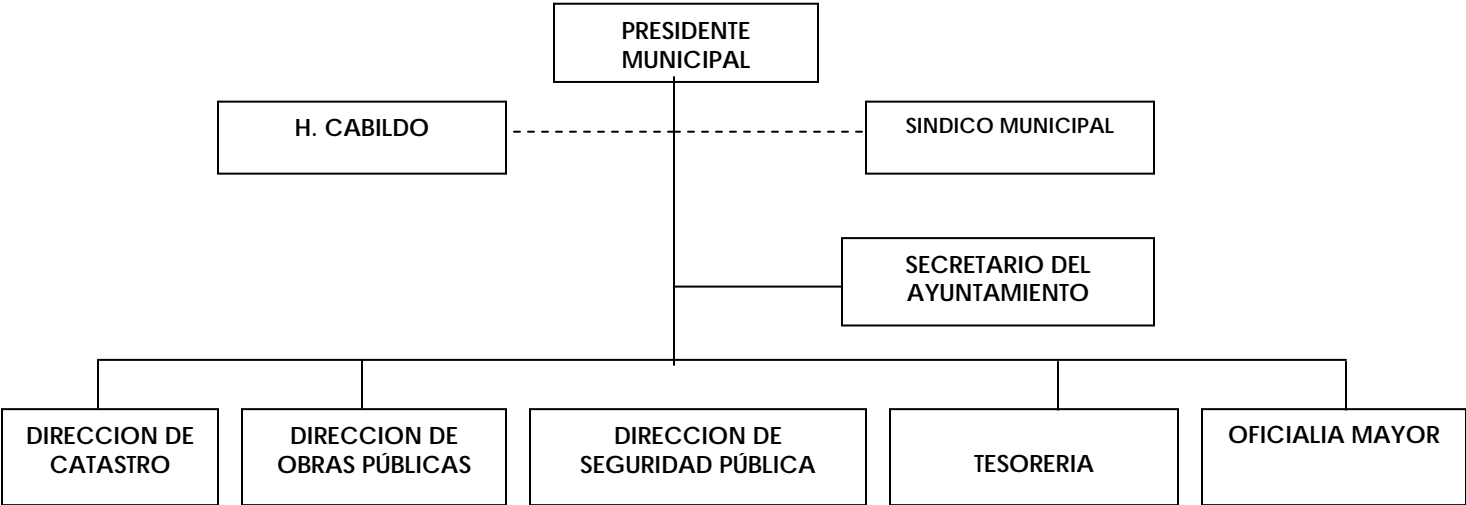 PRESIDENTE
MUNICIPAL
H. CABILDO
SINDICO MUNICIPAL
SECRETARIO DEL
AYUNTAMIENTO
DIRECCION DE
CATASTRO
DIRECCION DE
OBRAS PÚBLICAS
DIRECCION DE
SEGURIDAD PÚBLICA
TESORERIA
OFICIALIA MAYOR